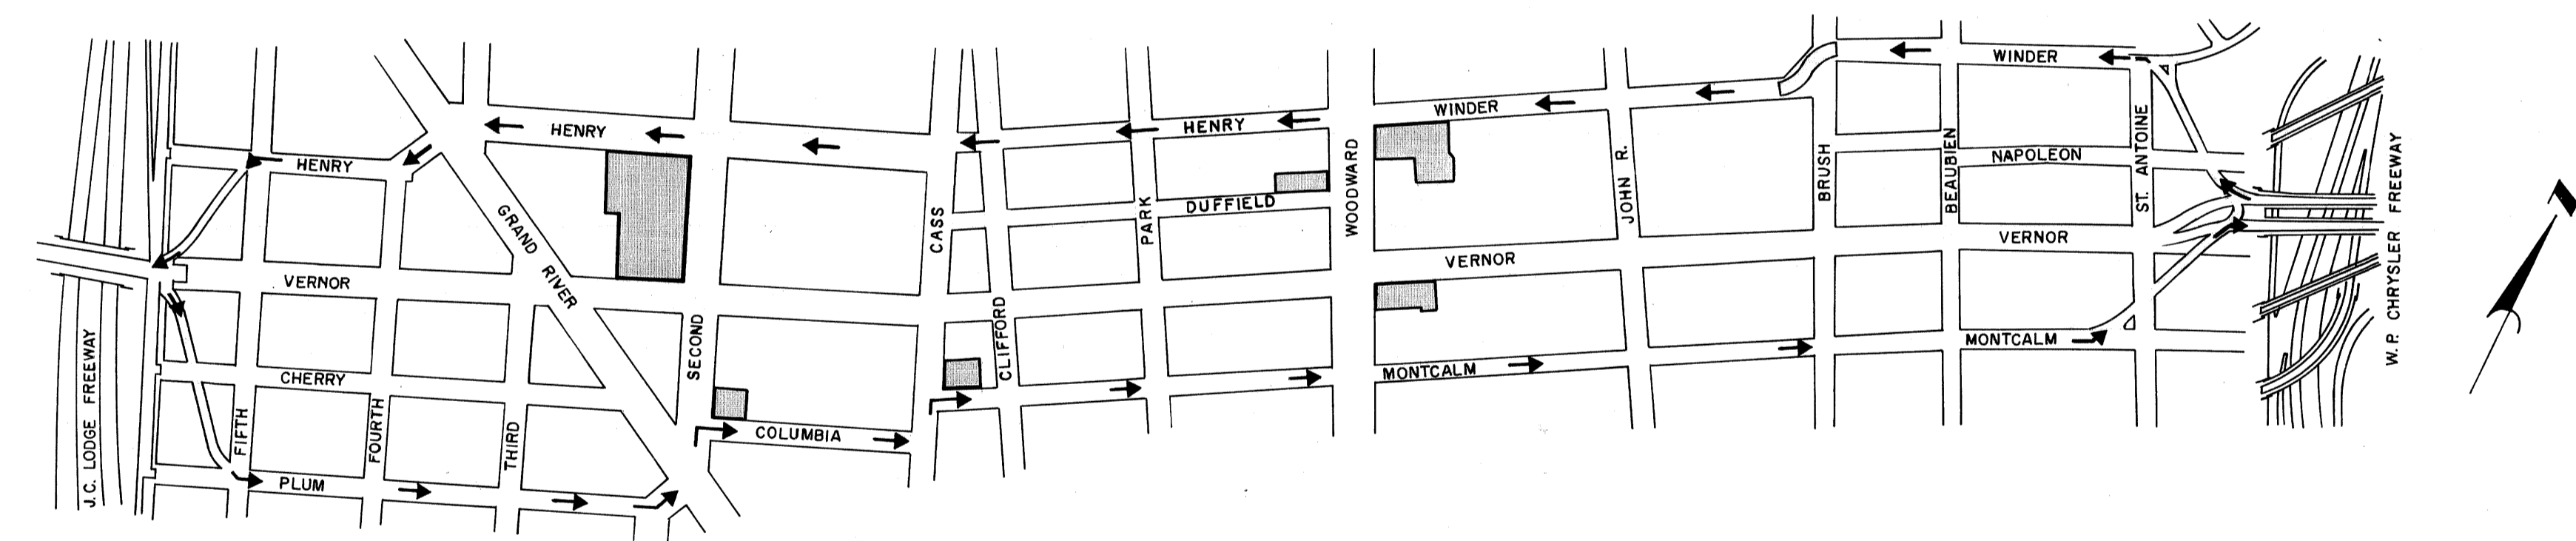 WINDER
WINDER
HENRY
HENRY
HENRY
NAPOLEON
DUFFIELD
GRAND RIVER
CASS
PARK
WOODWARD
JOHN R.
BRUSH
BEAUBIEN
ST. ANTOINE
W. P. CHRYSLER FREEWAY
VERNOR
VERNOR
VERNOR
J. C. LODGE FREEWAY
CHERRY
FIFTH
FOURTH
THIRD
SECOND
CLIFFORD
MONTCALM
MONTCALM
COLUMBIA
PLUM